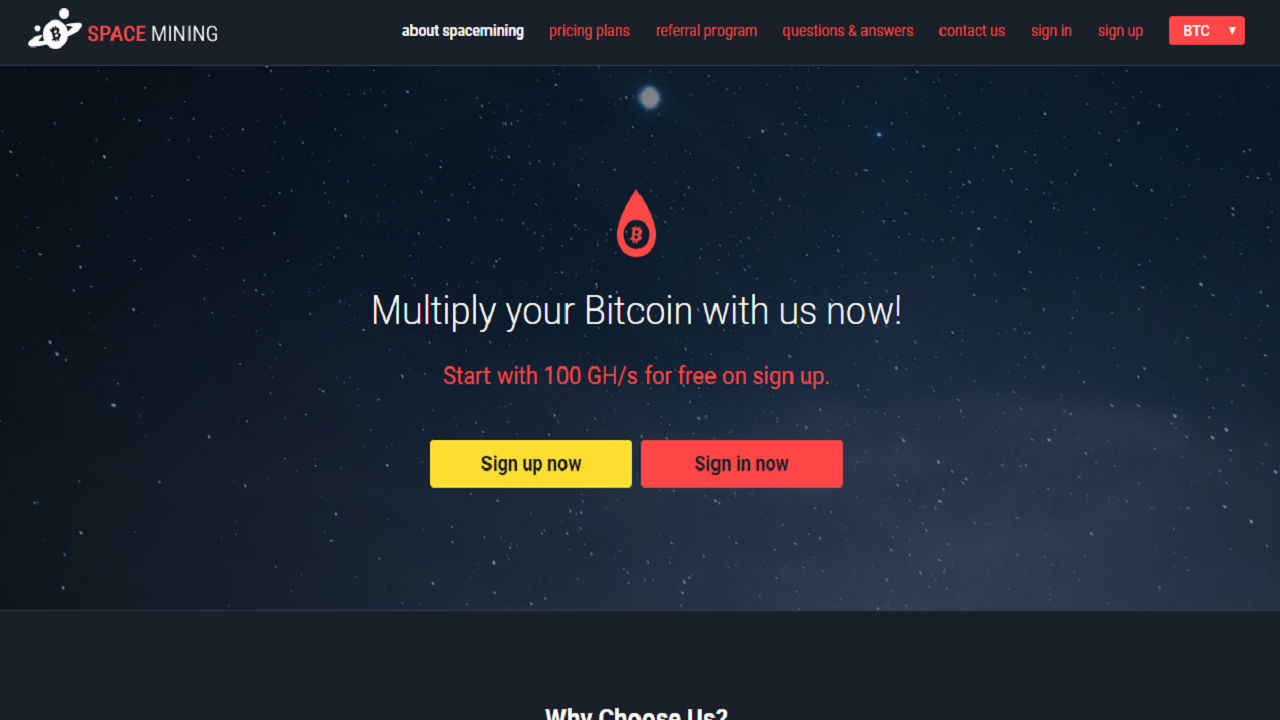 SPACE MINING
about spacemining
pricing plans
referral program
questions & answers
contact us
sign in
sign up
BTC
Multiply your Bitcoin with us now!
Start with 100 GH/s for free on sign up.
Sign up now
Sign in now
Why Choose Us?